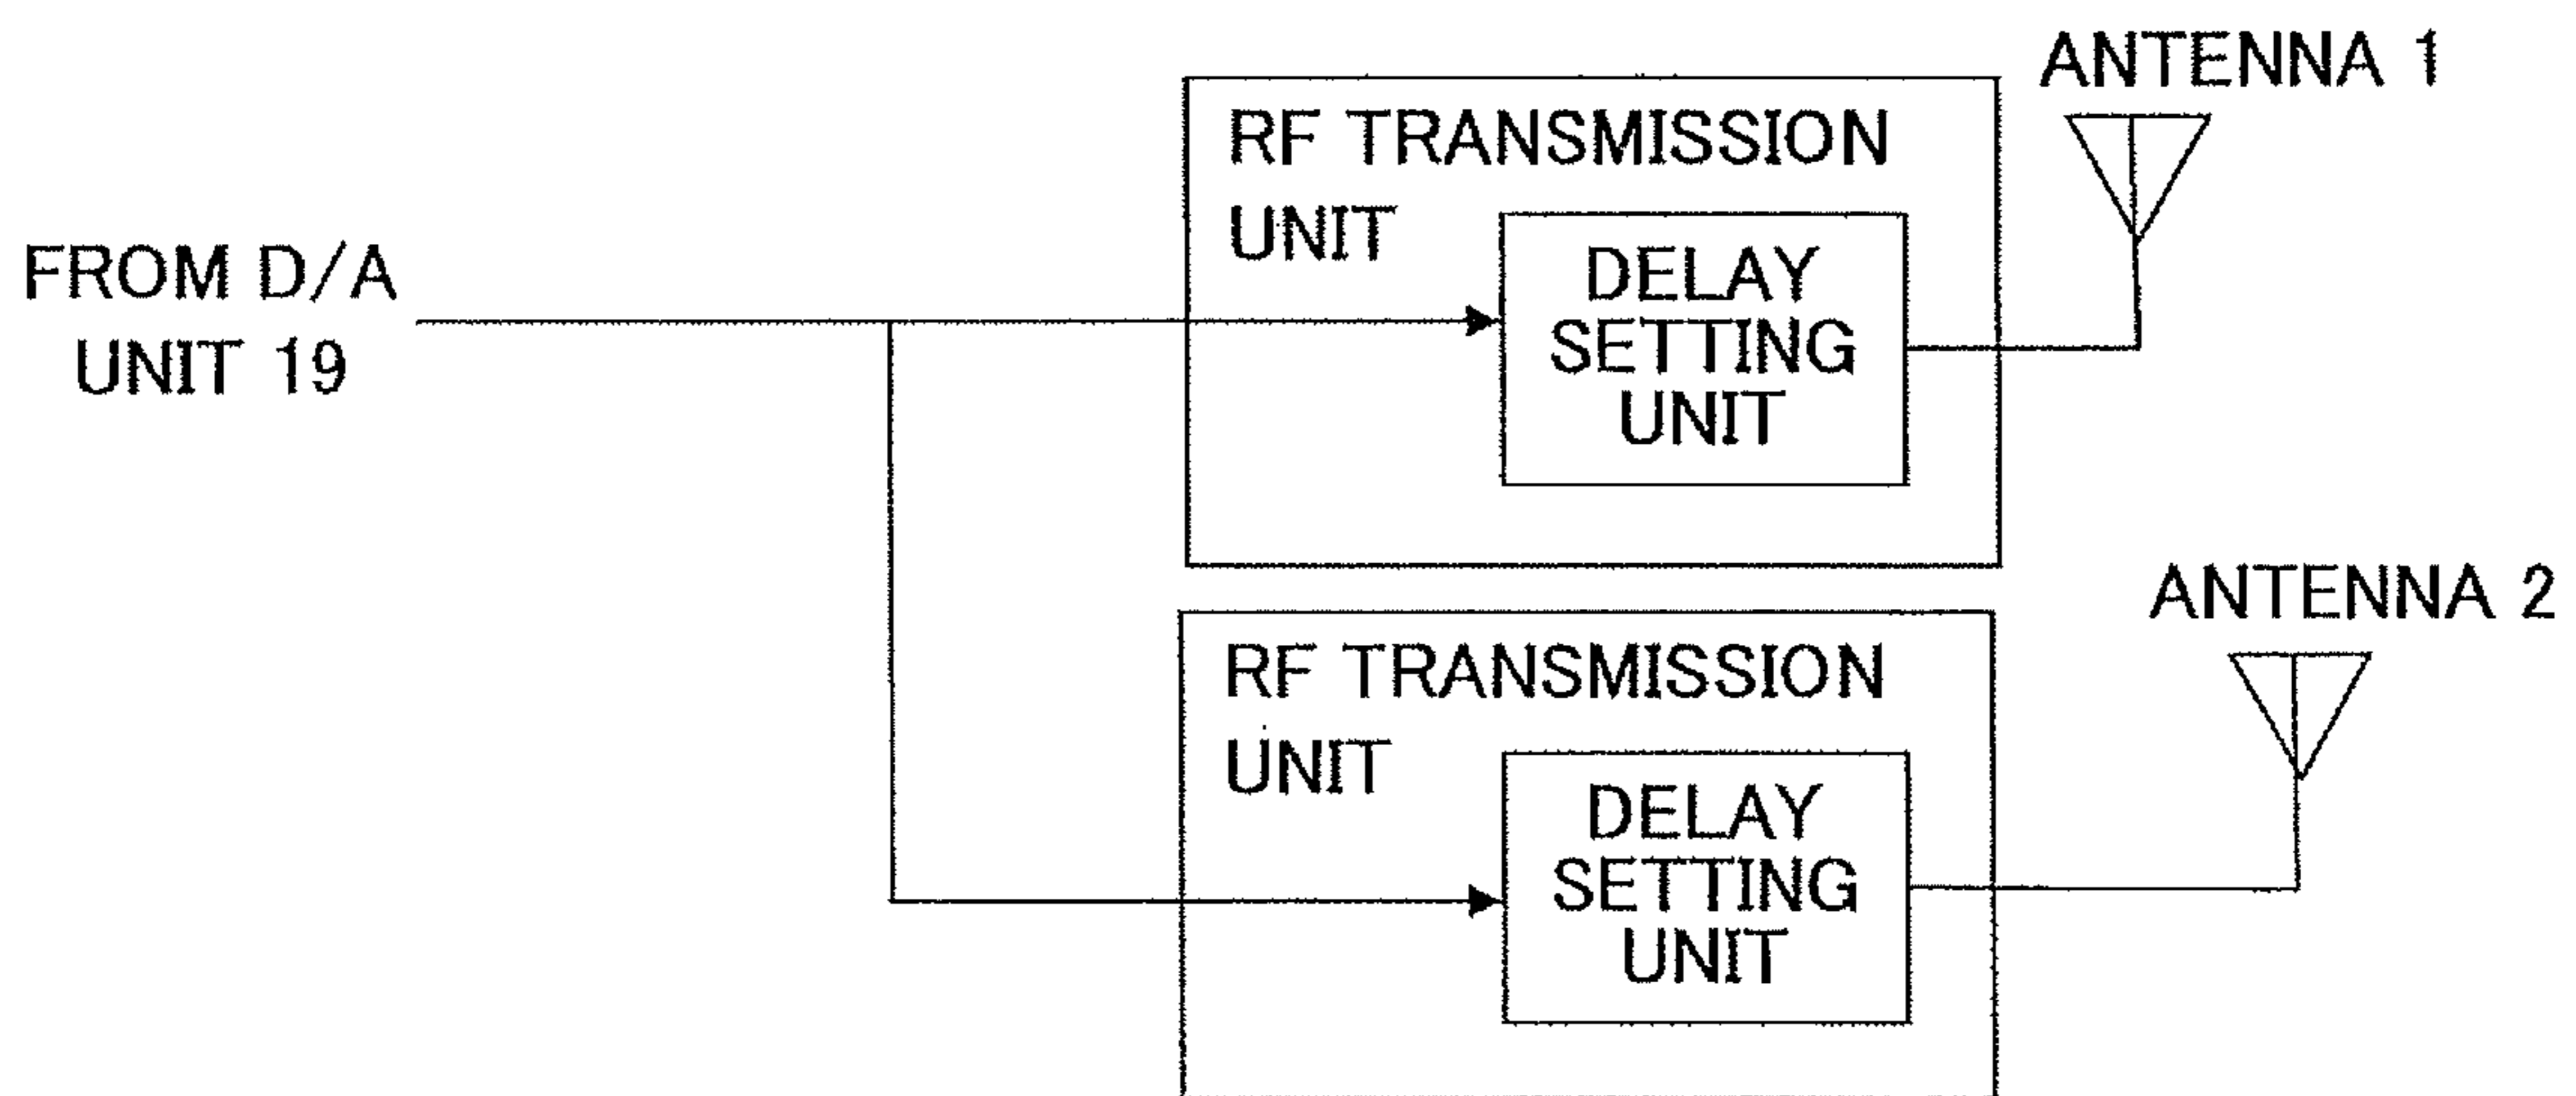 ANTENNA 1
RF TRANSMISSION
UNIT
FROM D/A
UNIT 19
DELAY
SETTING
UNIT
ANTENNA 2
RF TRANSMISSION
UNIT
DELAY
SETTING
UNIT